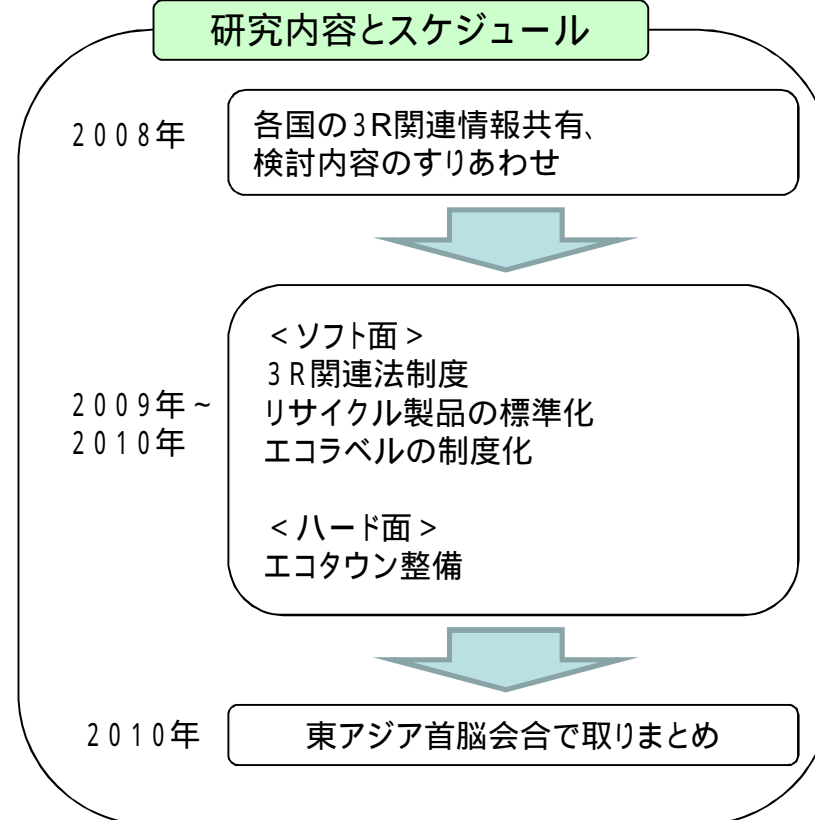 研究内容とスケジュール
2008年
各国の3R関連情報共有、
検討内容のすりあわせ
2009年~
2010年
<ソフト面>
3R関連法制度
リサイクル製品の標準化
エコラベルの制度化
<ハード面>
エコタウン整備
2010年
東アジア首脳会合で取りまとめ